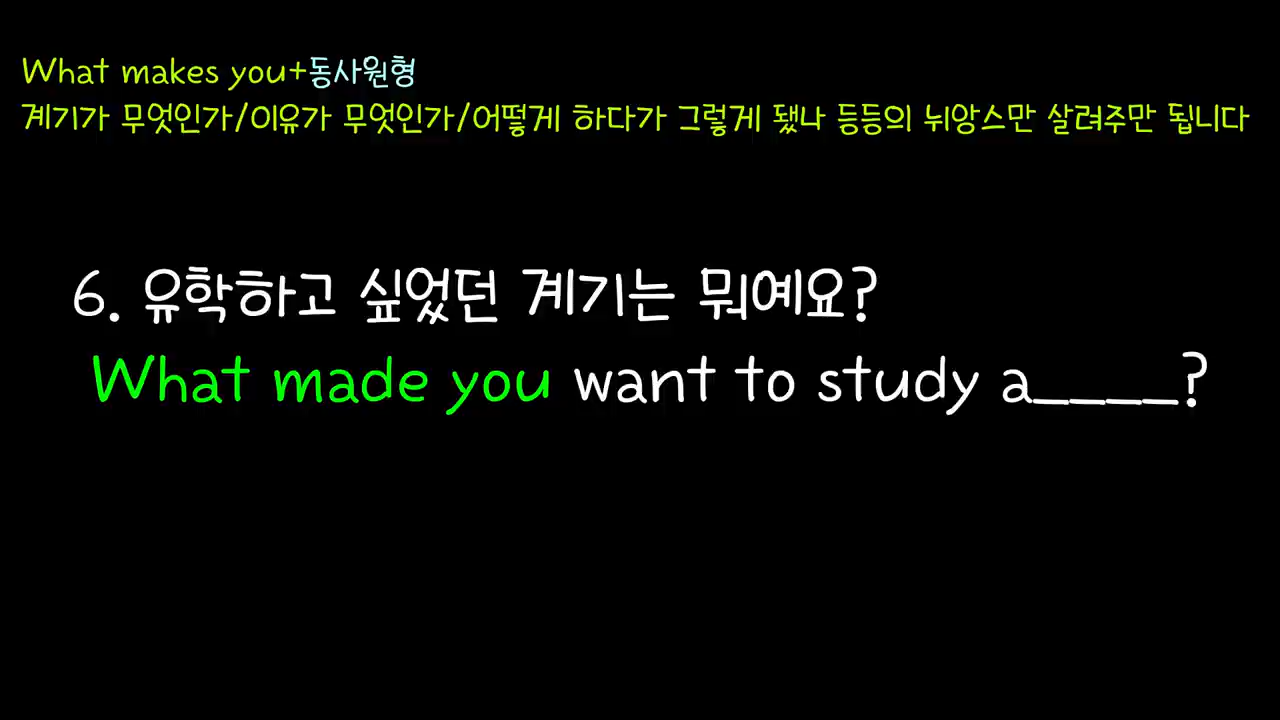 What makes you+동사원형
계기가 무엇인가/이유가 무엇인가/어떻게 하다가 그렇게 됐나 등등의 뉘앙스만 살려주만 됩니다
6. 유학하고 싶었던 계기는 뭐예요?
What made you want to study a____?